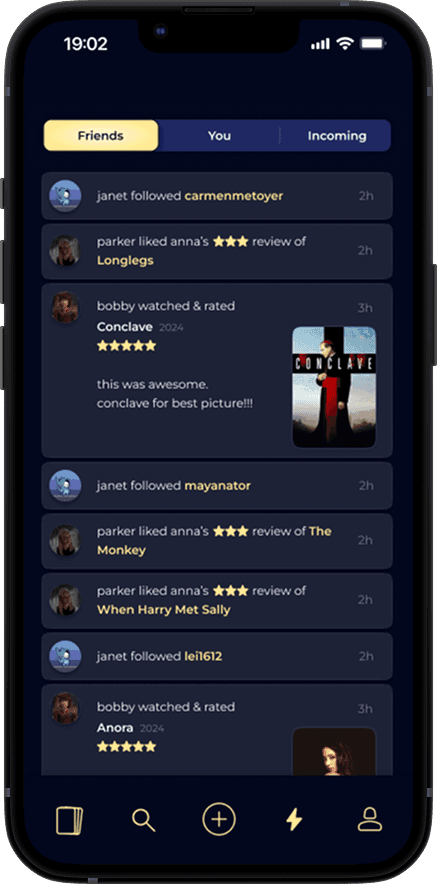 19:02
Friends You Incoming
janet followed carmenmetoyer 2h
parker liked anna's ★★★ review of
Longlegs 2h
bobby watched & rated 3h
Conclave 2024
★★★★★
CONCLAVE
this was awesome.
conclave for best picture!!!
janet followed mayanator 2h
parker liked anna's ★★★ review of The
Monkey 2h
parker liked anna's ★★★ review of
When Harry Met Sally 2h
janet followed lei1612 2h
bobby watched & rated 3h
Anora 2024
★★★★★